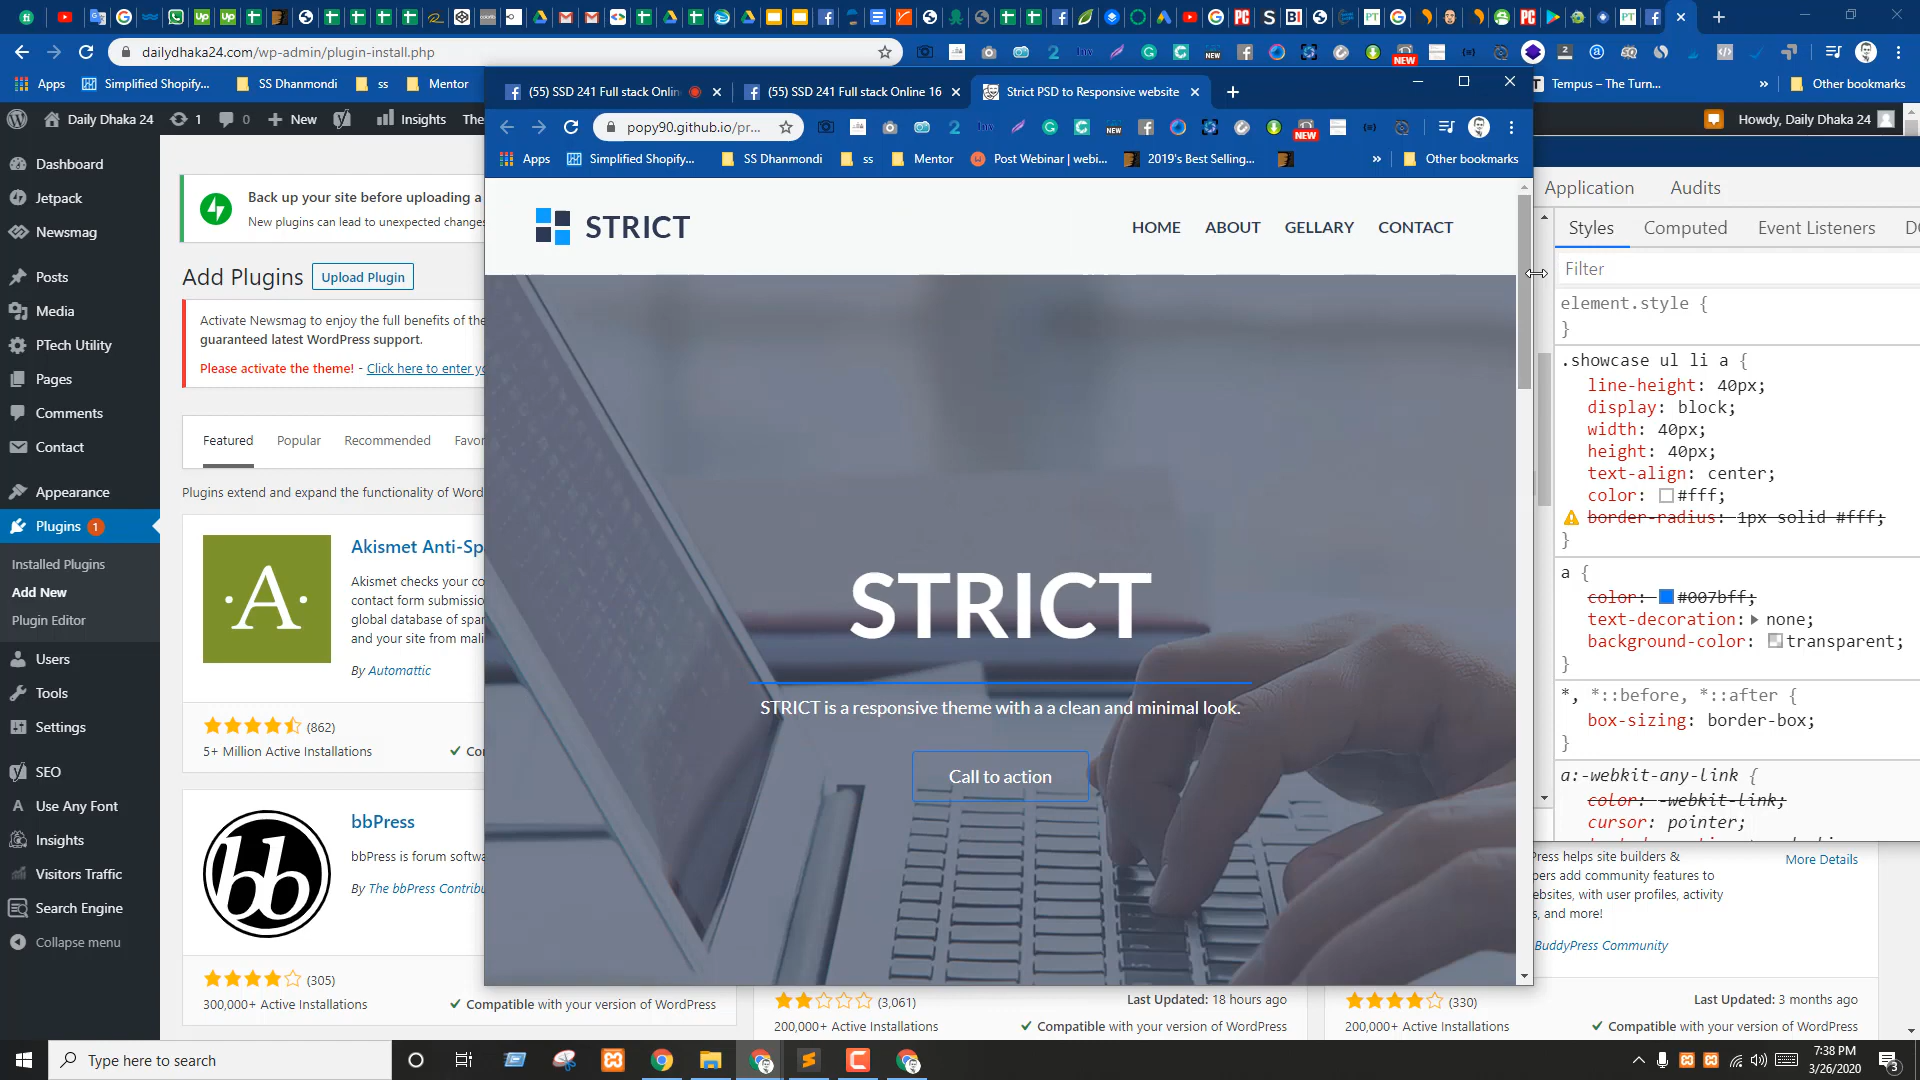 dailydhaka24.com/wp-admin/plugin-install.php
Apps
Simplified Shopify...
SS Dhanmondi
ss
Mentor
Tempus – The Turn...
»
Other bookmarks
(55) SSD 241 Full stack Onlin
(55) SSD 241 Full stack Online 16
Strict PSD to Responsive website
popy90.github.io/pr...
NEW
Apps
Simplified Shopify...
SS Dhanmondi
ss
Mentor
Post Webinar | webi...
2019's Best Selling...
»
Other bookmarks
Daily Dhaka 24
1
0
New
Insights
The
Howdy, Daily Dhaka 24
Dashboard
Jetpack
Newsmag
Posts
Media
PTech Utility
Pages
Comments
Contact
Appearance
Plugins 1
Installed Plugins
Add New
Plugin Editor
Users
Tools
Settings
SEO
Use Any Font
Insights
Visitors Traffic
Search Engine
Collapse menu
Back up your site before uploading a
New plugins can lead to unexpected changes
Add Plugins
Upload Plugin
Activate Newsmag to enjoy the full benefits of the
guaranteed latest WordPress support.
Please activate the theme! - Click here to enter yo
Featured
Popular
Recommended
Favor
Plugins extend and expand the functionality of Word
Akismet Anti-Sp
Akismet checks your co
contact form submissio
global database of spam
and your site from mali
By Automattic
(862)
5+ Million Active Installations
Co
bbPress
bbPress is forum softwa
By The bbPress Contribu
(305)
300,000+ Active Installations
Compatible with your version of WordPress
STRICT
HOME
ABOUT
GELLARY
CONTACT
STRICT
STRICT is a responsive theme with a a clean and minimal look.
Call to action
(3,061)
Last Updated: 18 hours ago
200,000+ Active Installations
Compatible with your version of WordPress
Application
Audits
Styles
Computed
Event Listeners
Filter
element.style {
}
.showcase ul li a {
line-height: 40px;
display: block;
width: 40px;
height: 40px;
text-align: center;
color: #fff;
border-radius: 1px solid #fff;
}
a {
color: #007bff;
text-decoration: none;
background-color: transparent;
}
*, *::before, *::after {
box-sizing: border-box;
}
a:-webkit-any-link {
color: -webkit-link;
cursor: pointer;
Press helps site builders &
pers add community features to
ebsites, with user profiles, activity
s, and more!
BuddyPress Community
More Details
(330)
Last Updated: 3 months ago
200,000+ Active Installations
Compatible with your version of WordPress
Type here to search
7:38 PM
3/26/2020
3